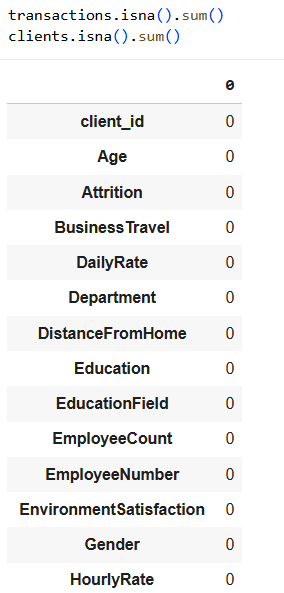 transactions.isna().sum()
clients.isna().sum()
0
client_id 0
Age 0
Attrition 0
BusinessTravel 0
DailyRate 0
Department 0
DistanceFromHome 0
Education 0
EducationField 0
EmployeeCount 0
EmployeeNumber 0
EnvironmentSatisfaction 0
Gender 0
HourlyRate 0